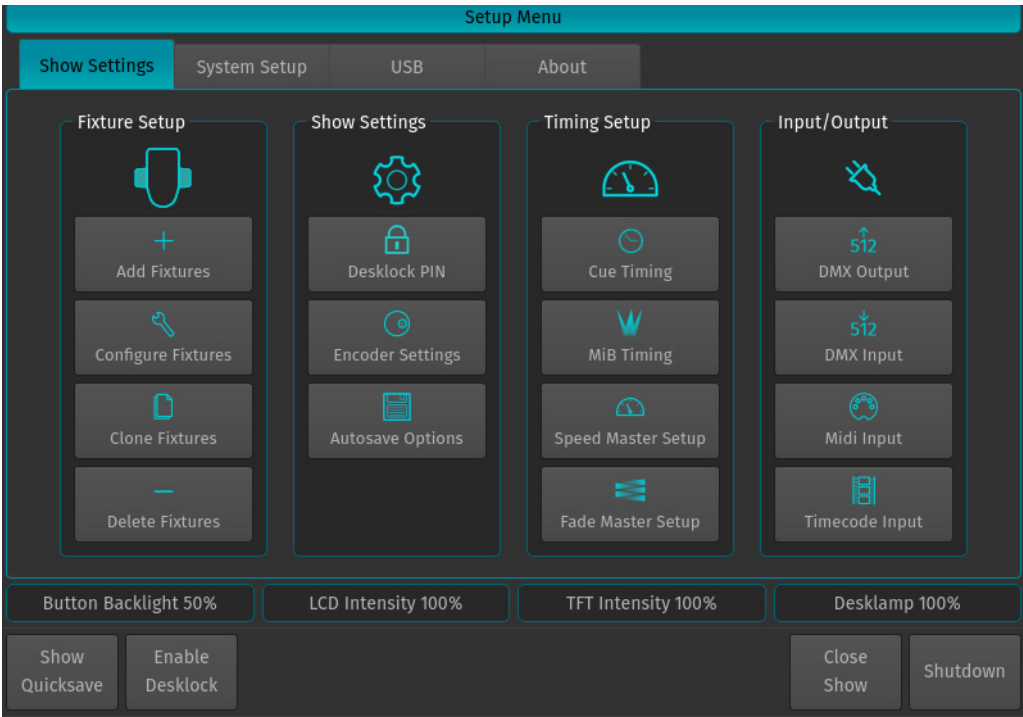 Setup Menu
Show Settings
System Setup
USB
About
Fixture Setup
Add Fixtures
Configure Fixtures
Clone Fixtures
Delete Fixtures
Show Settings
Desklock PIN
Encoder Settings
Autosave Options
Timing Setup
Cue Timing
MiB Timing
Speed Master Setup
Fade Master Setup
Input/Output
512
DMX Output
512
DMX Input
Midi Input
Timecode Input
Button Backlight 50%
LCD Intensity 100%
TFT Intensity 100%
Desklamp 100%
Show
Quicksave
Enable
Desklock
Close
Show
Shutdown